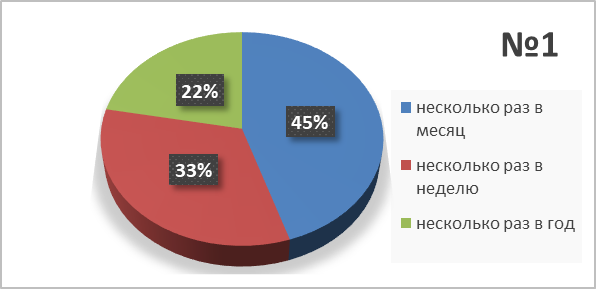 №1
22%
45%
33%
несколько раз в
месяц
несколько раз в
неделю
несколько раз в год